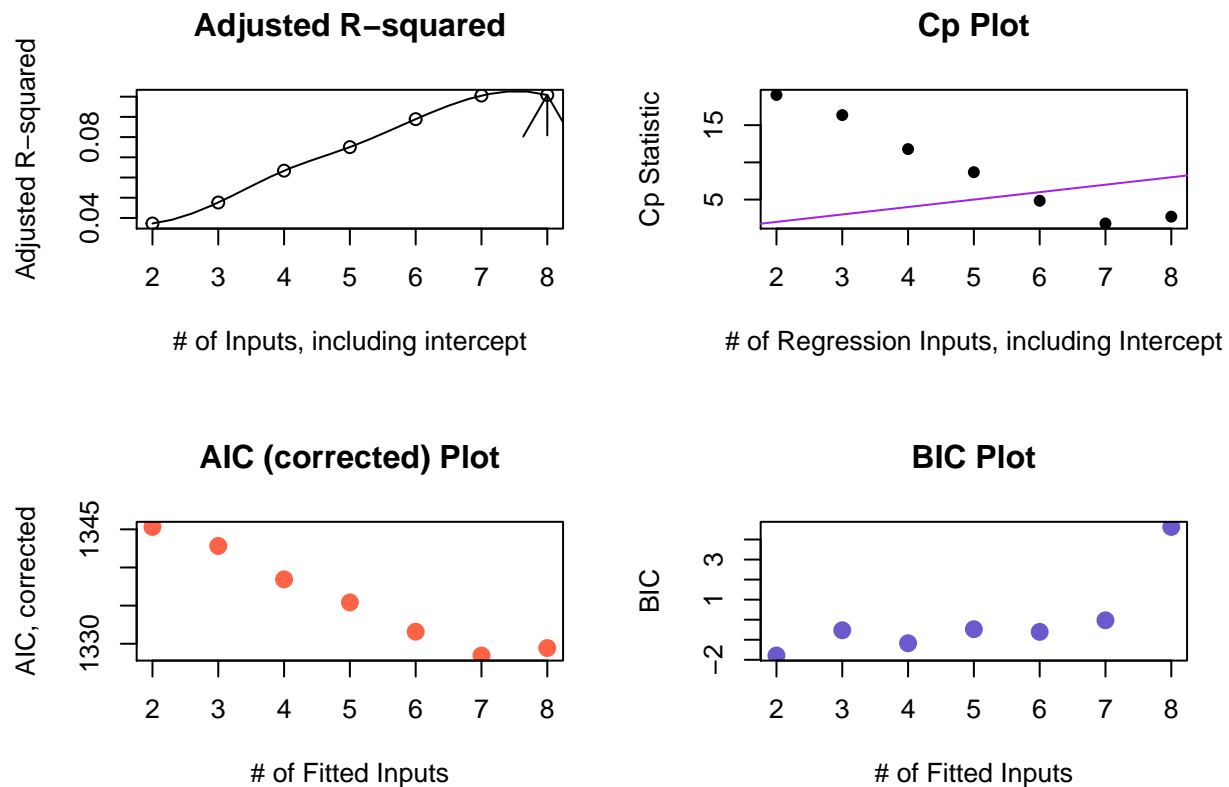 Adjusted R−squared
Adjusted R−squared
0.04 0.08
2 3 4 5 6 7 8
# of Inputs, including intercept
Cp Plot
Cp Statistic
5 15
2 3 4 5 6 7 8
# of Regression Inputs, including Intercept
AIC (corrected) Plot
AIC, corrected
1330 1345
2 3 4 5 6 7 8
# of Fitted Inputs
BIC Plot
BIC
−2 1 3
2 3 4 5 6 7 8
# of Fitted Inputs